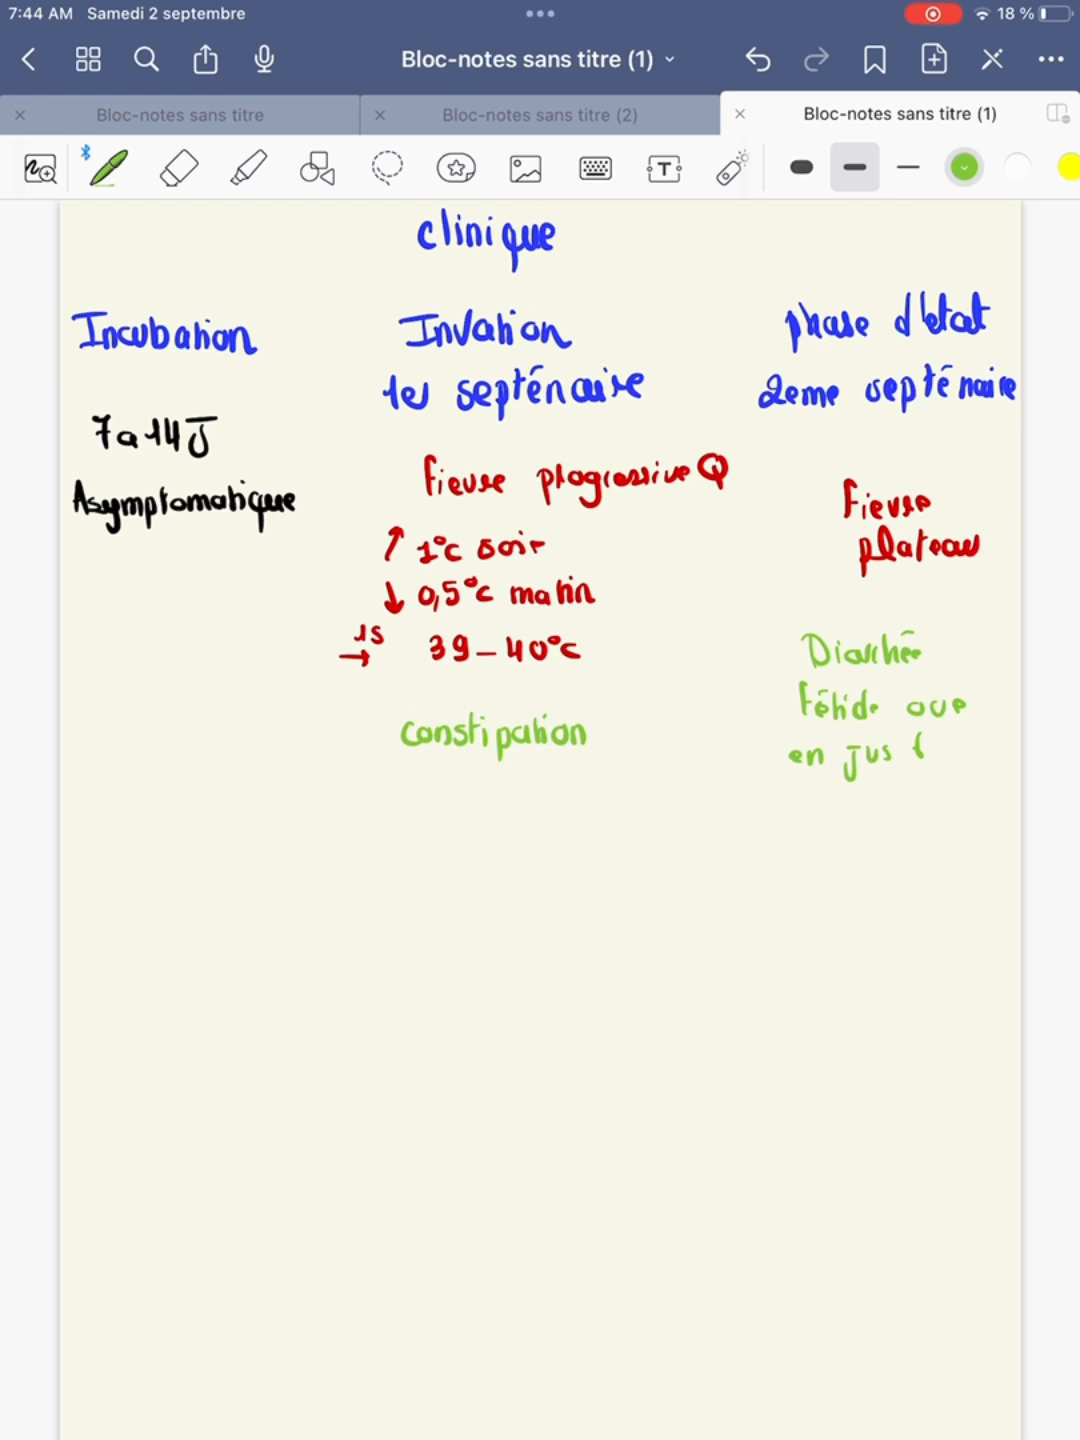 7:44 AM Samedi 2 septembre
18 %
Bloc-notes sans titre (1)
Bloc-notes sans titre
Bloc-notes sans titre (2)
Bloc-notes sans titre (1)
T
clinique
Incubation
Invation
phase d'état
1er septénaire
2eme septénaire
7 a 14 J
Asymptomatique
Fievre progressive
Fievre
plateau
↑ 1°c soir
↓ 0,5°c matin
1S
→ 39 - 40°c
Diarrhée
Fétide ocre
en jus
constipation